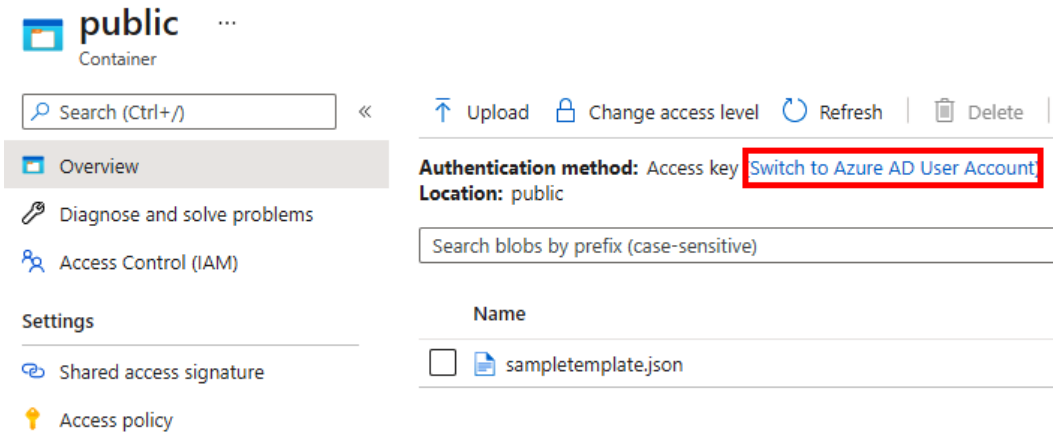 public ...
Container
Search (Ctrl+/)
«
Overview
Diagnose and solve problems
Access Control (IAM)
Settings
Shared access signature
Access policy
Upload Change access level Refresh Delete
Authentication method: Access key (Switch to Azure AD User Account)
Location: public
Search blobs by prefix (case-sensitive)
Name
sampletemplate.json